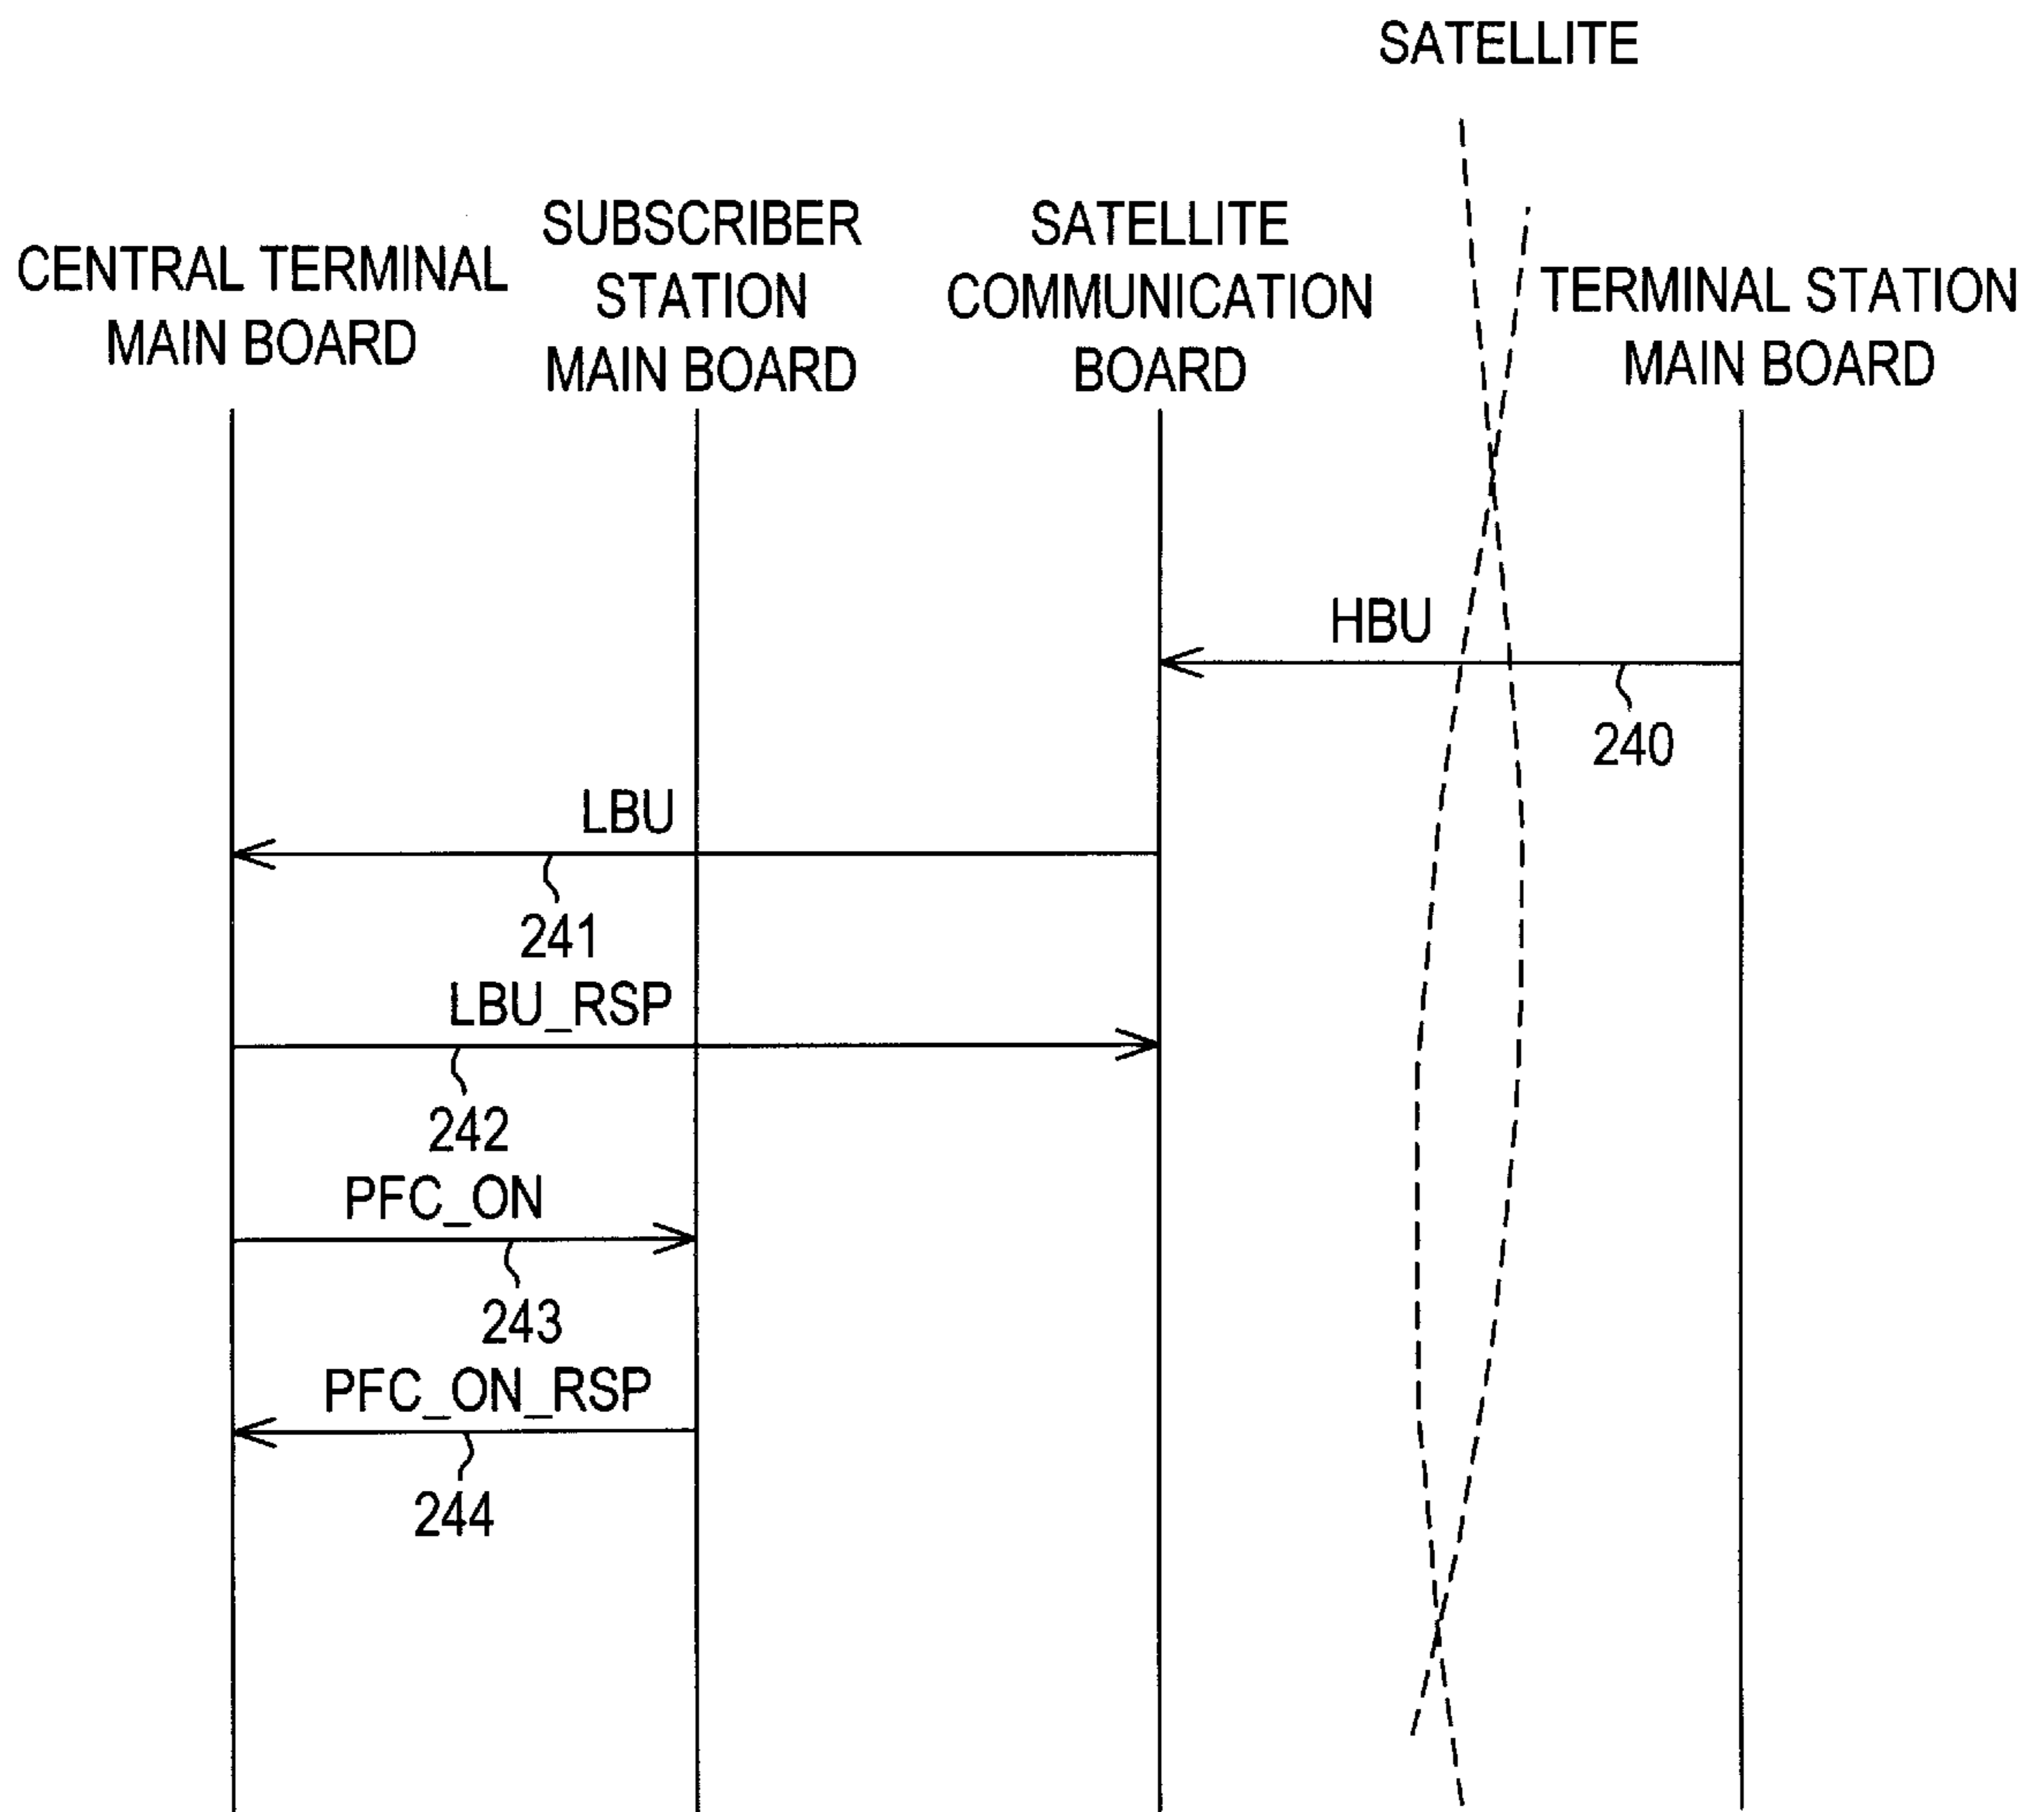 SATELLITE
CENTRAL TERMINAL
MAIN BOARD
SUBSCRIBER
STATION
MAIN BOARD
SATELLITE
COMMUNICATION
BOARD
TERMINAL STATION
MAIN BOARD
HBU
240
LBU
241
LBU_RSP
242
PFC_ON
243
PFC_ON_RSP
244